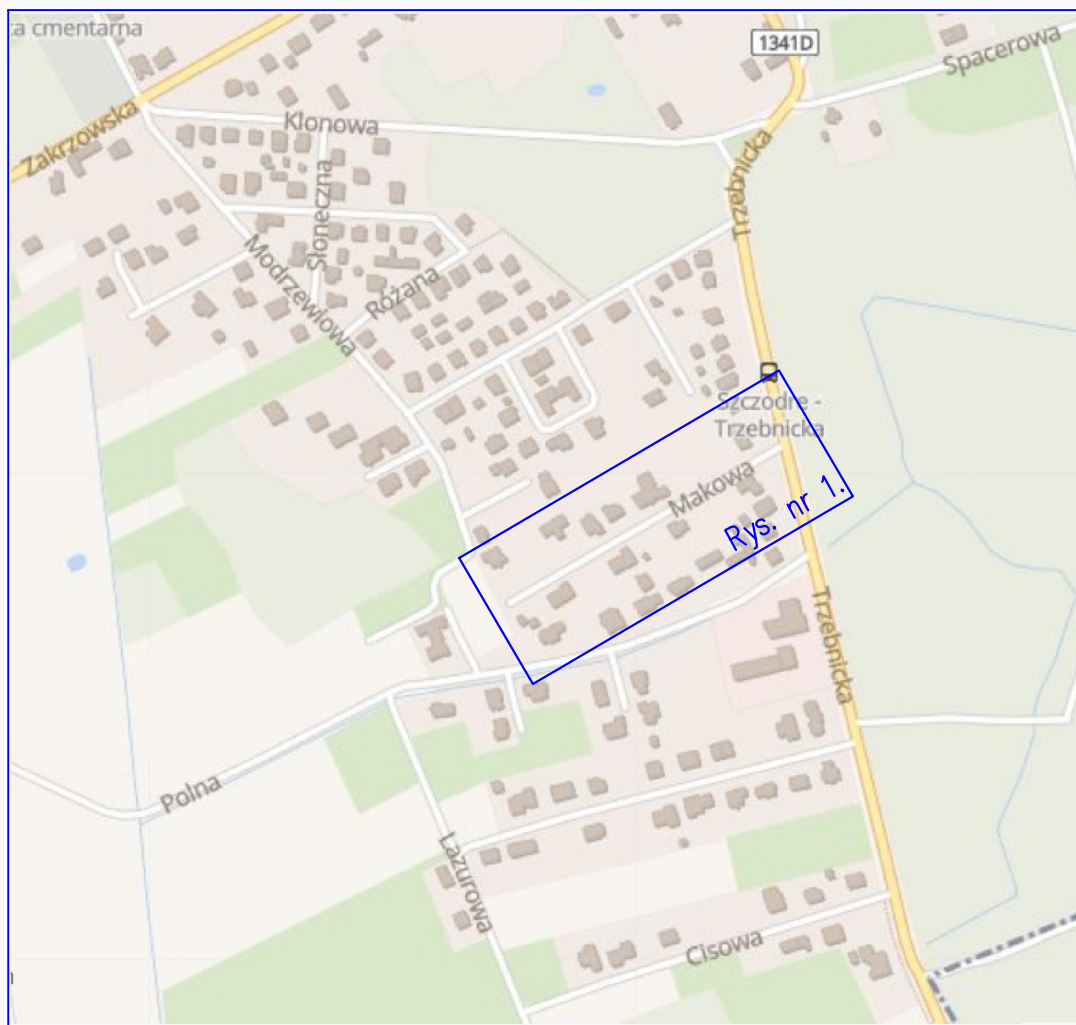 ta cmentarna
1341D
Spacerowa
Zakrzowska
Klonowa
Trzebnicka
Słoneczna
Modrzewiowa
Różana
Szczodre -
Trzebnicka
Makowa
Rys. nr 1.
Trzebnicka
Polna
Lazurowa
Cisowa